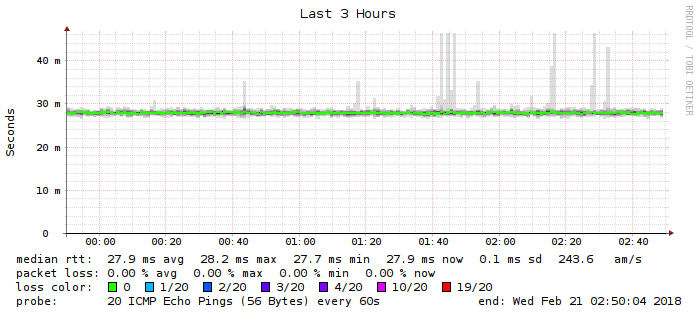 Last 3 Hours
RRDTOOL / TOBI OETIKER
Seconds
40 m
30 m
20 m
10 m
0
00:00 00:20 00:40 01:00 01:20 01:40 02:00 02:20 02:40
median rtt: 27.9 ms avg 28.2 ms max 27.7 ms min 27.9 ms now 0.1 ms sd 243.6 am/s
packet loss: 0.00 % avg 0.00 % max 0.00 % min 0.00 % now
loss color: 0 1/20 2/20 3/20 4/20 10/20 19/20
probe: 20 ICMP Echo Pings (56 Bytes) every 60s end: Wed Feb 21 02:50:04 2018